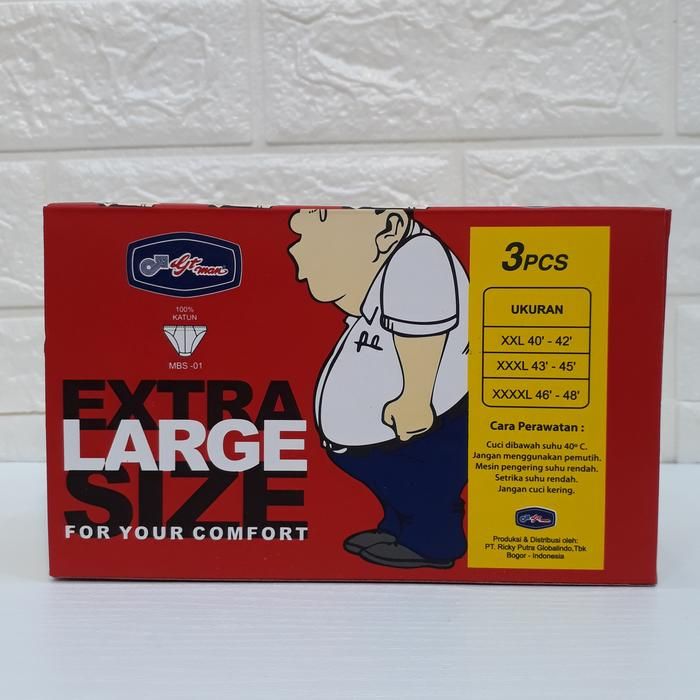 Gt man
100%
KATUN
MBS -01
EXTRA
LARGE
SIZE
FOR YOUR COMFORT
3PCS
UKURAN
XXL 40' - 42'
XXXL 43' - 45'
XXXXL 46' - 48'
Cara Perawatan :
Cuci dibawah suhu 40º C.
Jangan menggunakan pemutih.
Mesin pengering suhu rendah.
Setrika suhu rendah.
Jangan cuci kering.
Produksi & Distribusi oleh:
PT. Ricky Putra Globalindo,Tbk
Bogor - Indonesia